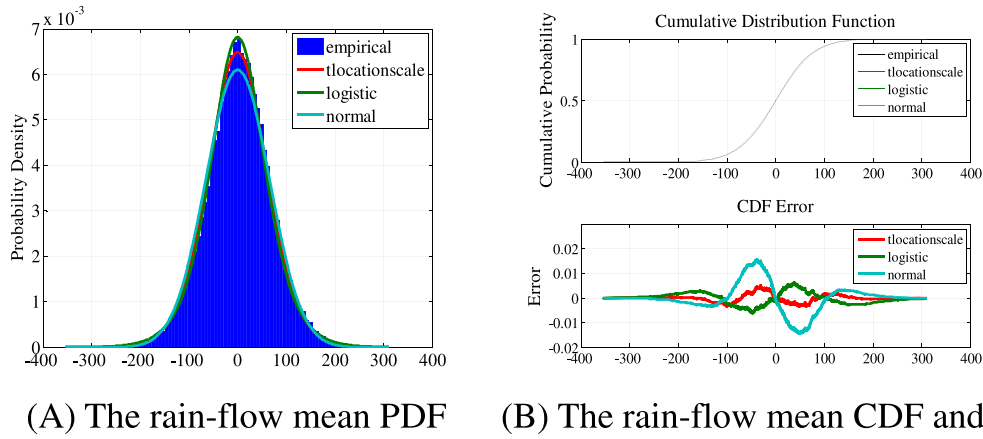 7 x 10⁻³
6
5
4
3
2
1
0
-400 -300 -200 -100 0 100 200 300 400
Probability Density
empirical
tlocationscale
logistic
normal
(A) The rain-flow mean PDF
Cumulative Distribution Function
1
0.5
0
-400 -300 -200 -100 0 100 200 300 400
Cumulative Probability
empirical
tlocationscale
logistic
normal
CDF Error
0.02
0.01
0
-0.01
-0.02
-400 -300 -200 -100 0 100 200 300 400
Error
tlocationscale
logistic
normal
(B) The rain-flow mean CDF and